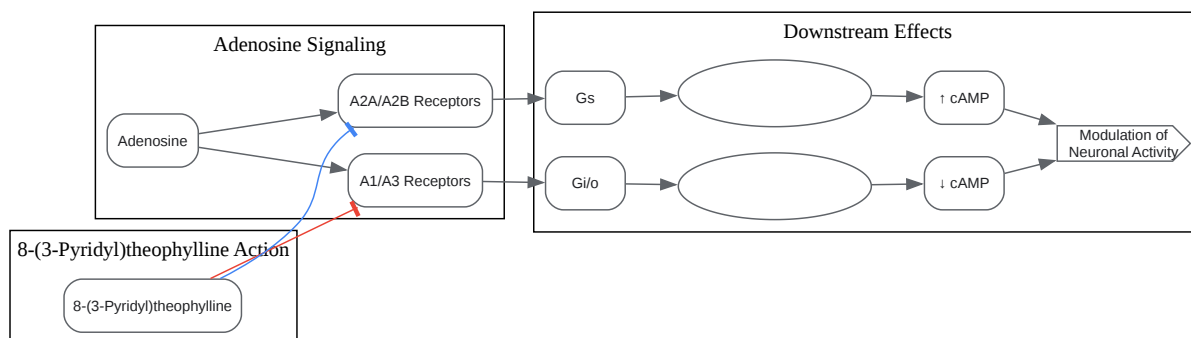 Adenosine Signaling
Downstream Effects
A2A/A2B Receptors
Gs
↑ cAMP
Adenosine
Modulation of
Neuronal Activity
A1/A3 Receptors
Gi/o
↓ cAMP
8-(3-Pyridyl)theophylline Action
8-(3-Pyridyl)theophylline